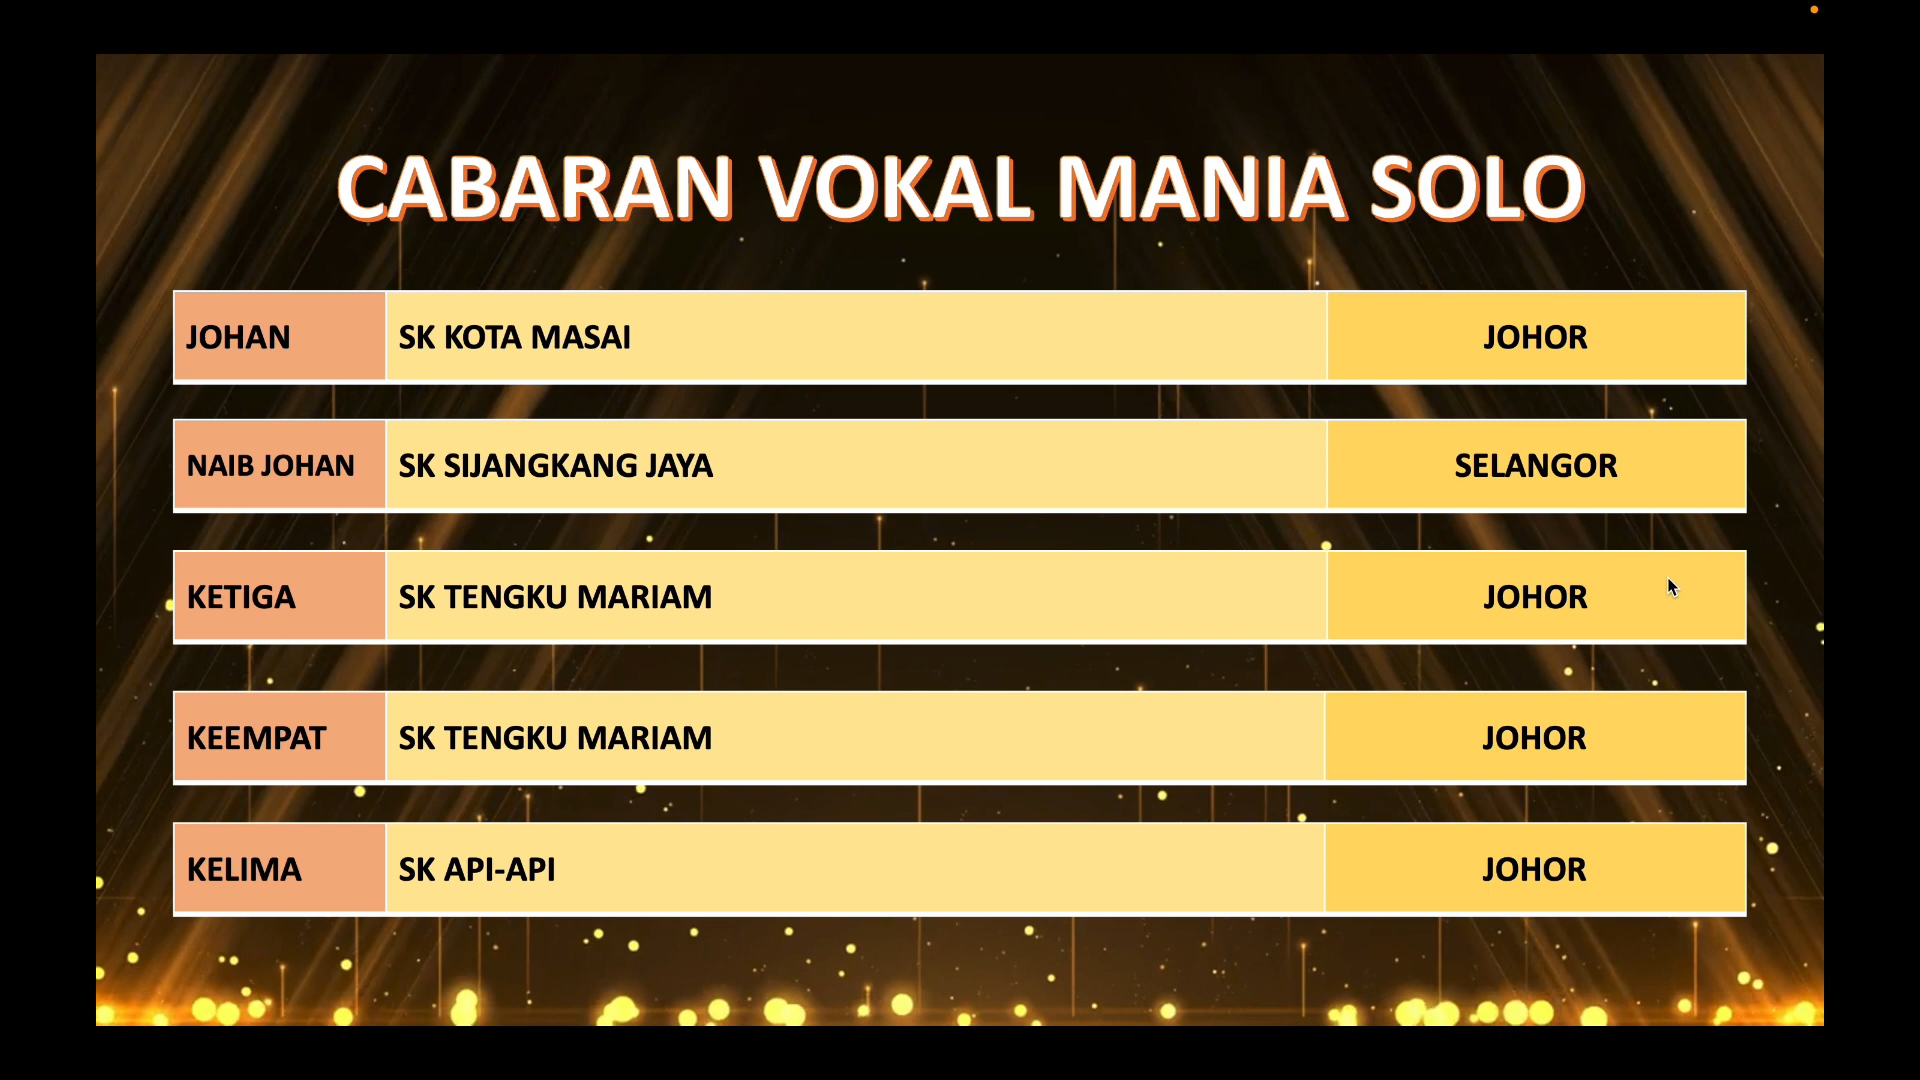 CABARAN VOKAL MANIA SOLO
JOHAN SK KOTA MASAI JOHOR
NAIB JOHAN SK SIJANGKANG JAYA SELANGOR
KETIGA SK TENGKU MARIAM JOHOR
KEEMPAT SK TENGKU MARIAM JOHOR
KELIMA SK API-API JOHOR